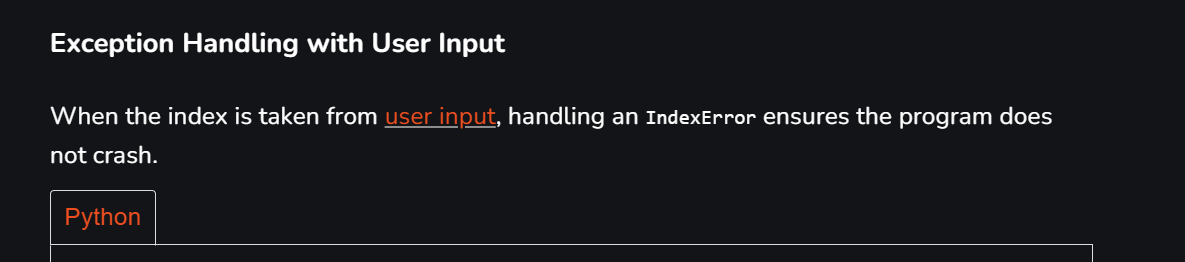 Exception Handling with User Input
When the index is taken from user input, handling an IndexError ensures the program does
not crash.
Python